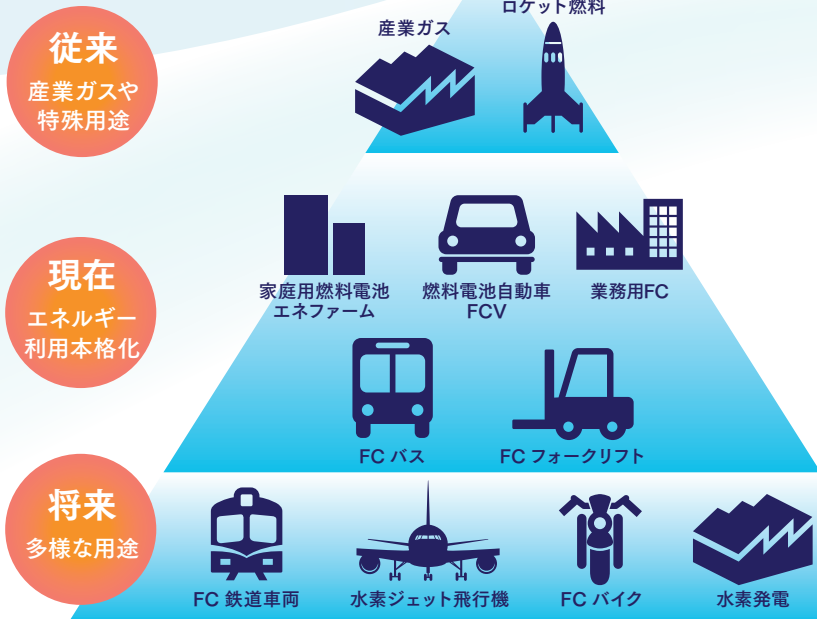 ロケット燃料
産業ガス
従来
産業ガスや
特殊用途
現在
エネルギー
利用本格化
家庭用燃料電池
エネファーム
燃料電池自動車
FCV
業務用FC
FC バス
FC フォークリフト
将来
多様な用途
FC 鉄道車両
水素ジェット飛行機
FC バイク
水素発電